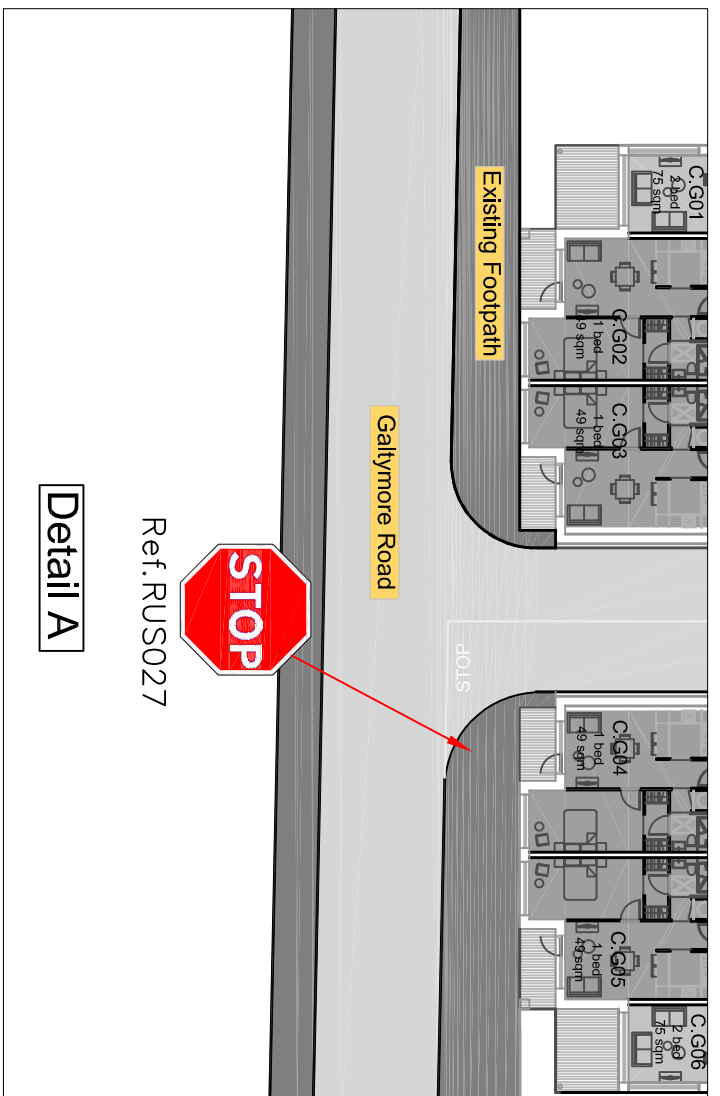 C.G01
2 bed
75 sqm
C.G02
1 bed
49 sqm
C.G03
1 bed
49 sqm
C.G04
1 bed
49 sqm
C.G05
1 bed
49 sqm
C.G06
2 bed
75 sqm
Existing Footpath
STOP
Galtymore Road
STOP
Ref.RUS027
Detail A